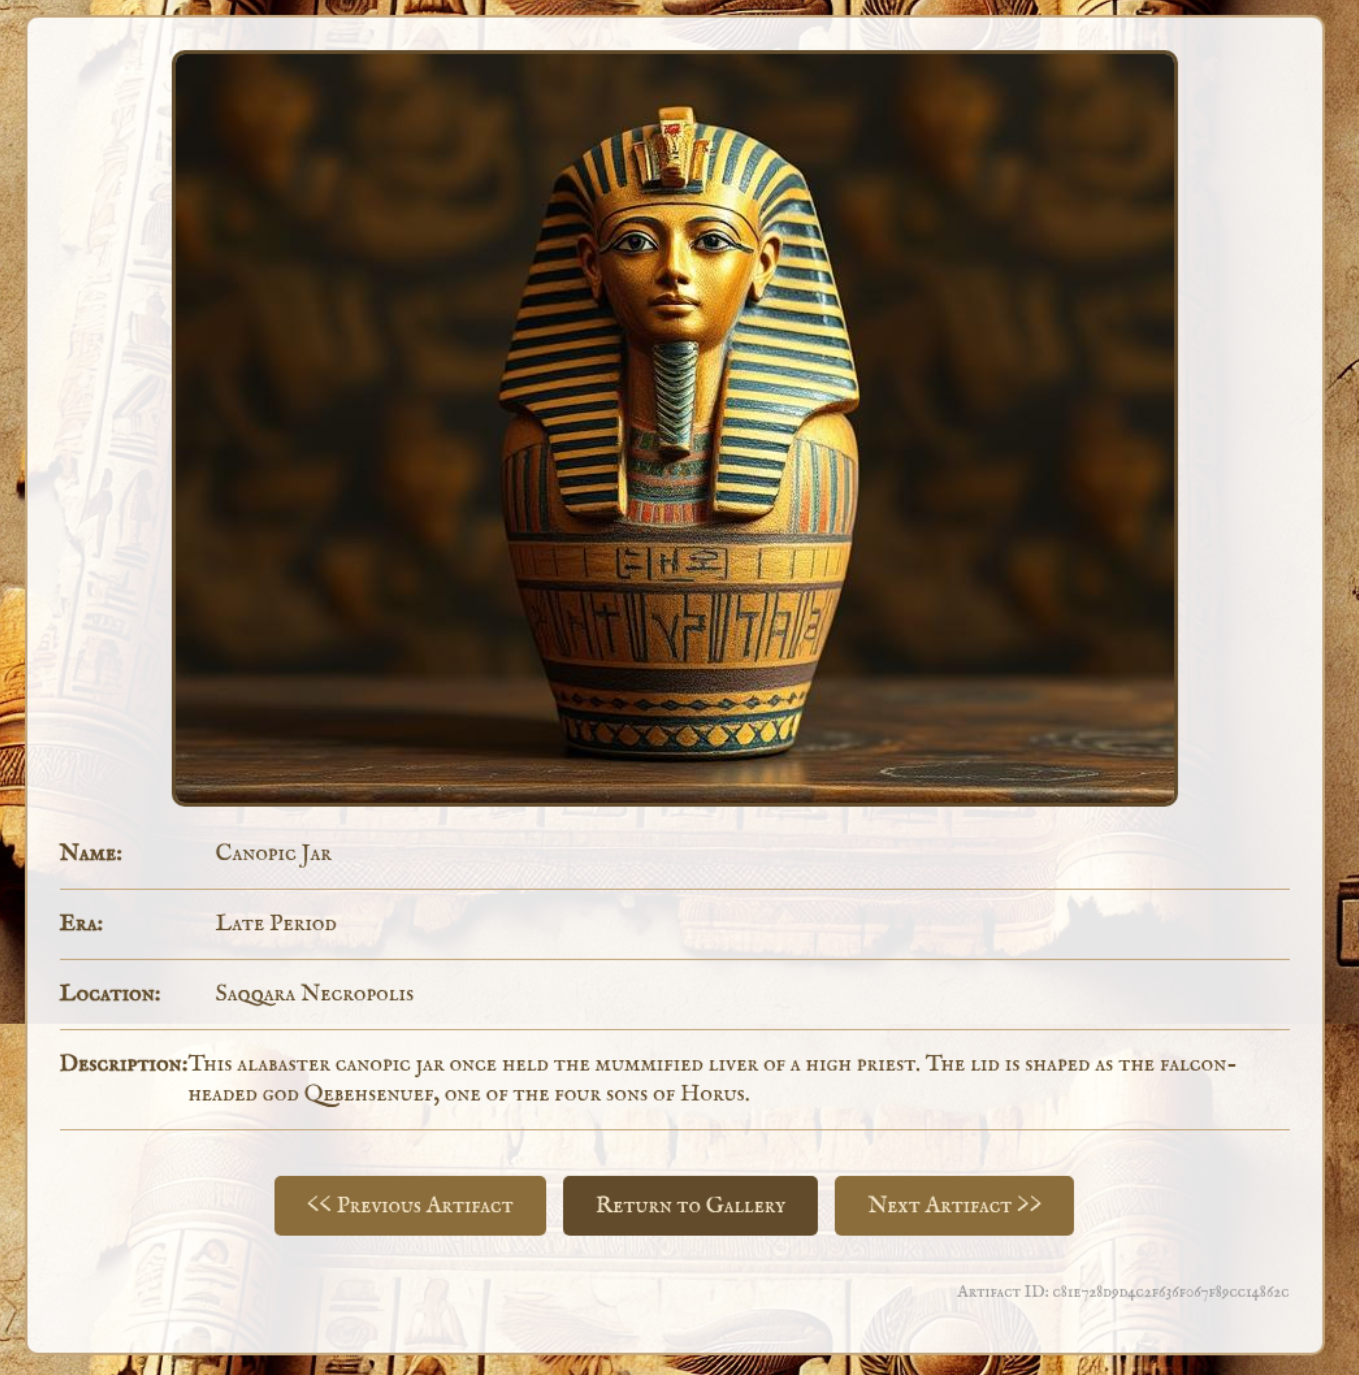 Name: Canopic Jar
Era: Late Period
Location: Saqqara Necropolis
Description: This alabaster canopic jar once held the mummified liver of a high priest. The lid is shaped as the falcon-
headed god Qebehsenuef, one of the four sons of Horus.
<< Previous Artifact
Return to Gallery
Next Artifact >>
Artifact ID: c81e728d9d4c2f636f067f89cc14862c